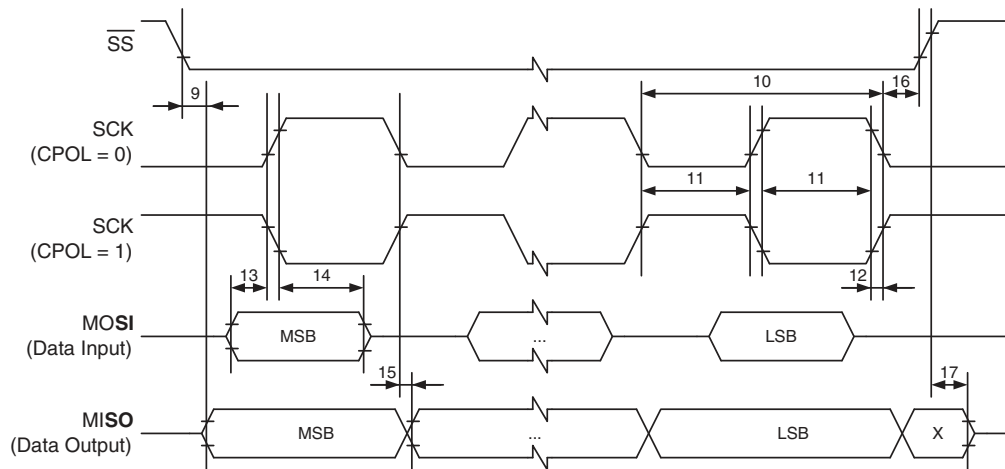 SS
10
16
9
SCK
(CPOL = 0)
11
11
SCK
(CPOL = 1)
13
14
12
MOSI
(Data Input)
MSB
...
LSB
15
17
MISO
(Data Output)
MSB
...
LSB
X